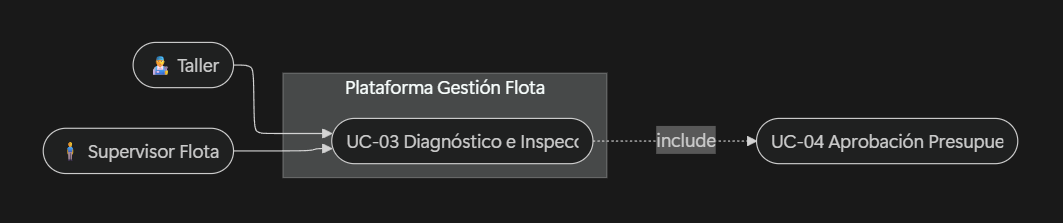 Taller
Plataforma Gestión Flota
Supervisor Flota
UC-03 Diagnóstico e Inspecc
include
UC-04 Aprobación Presupue